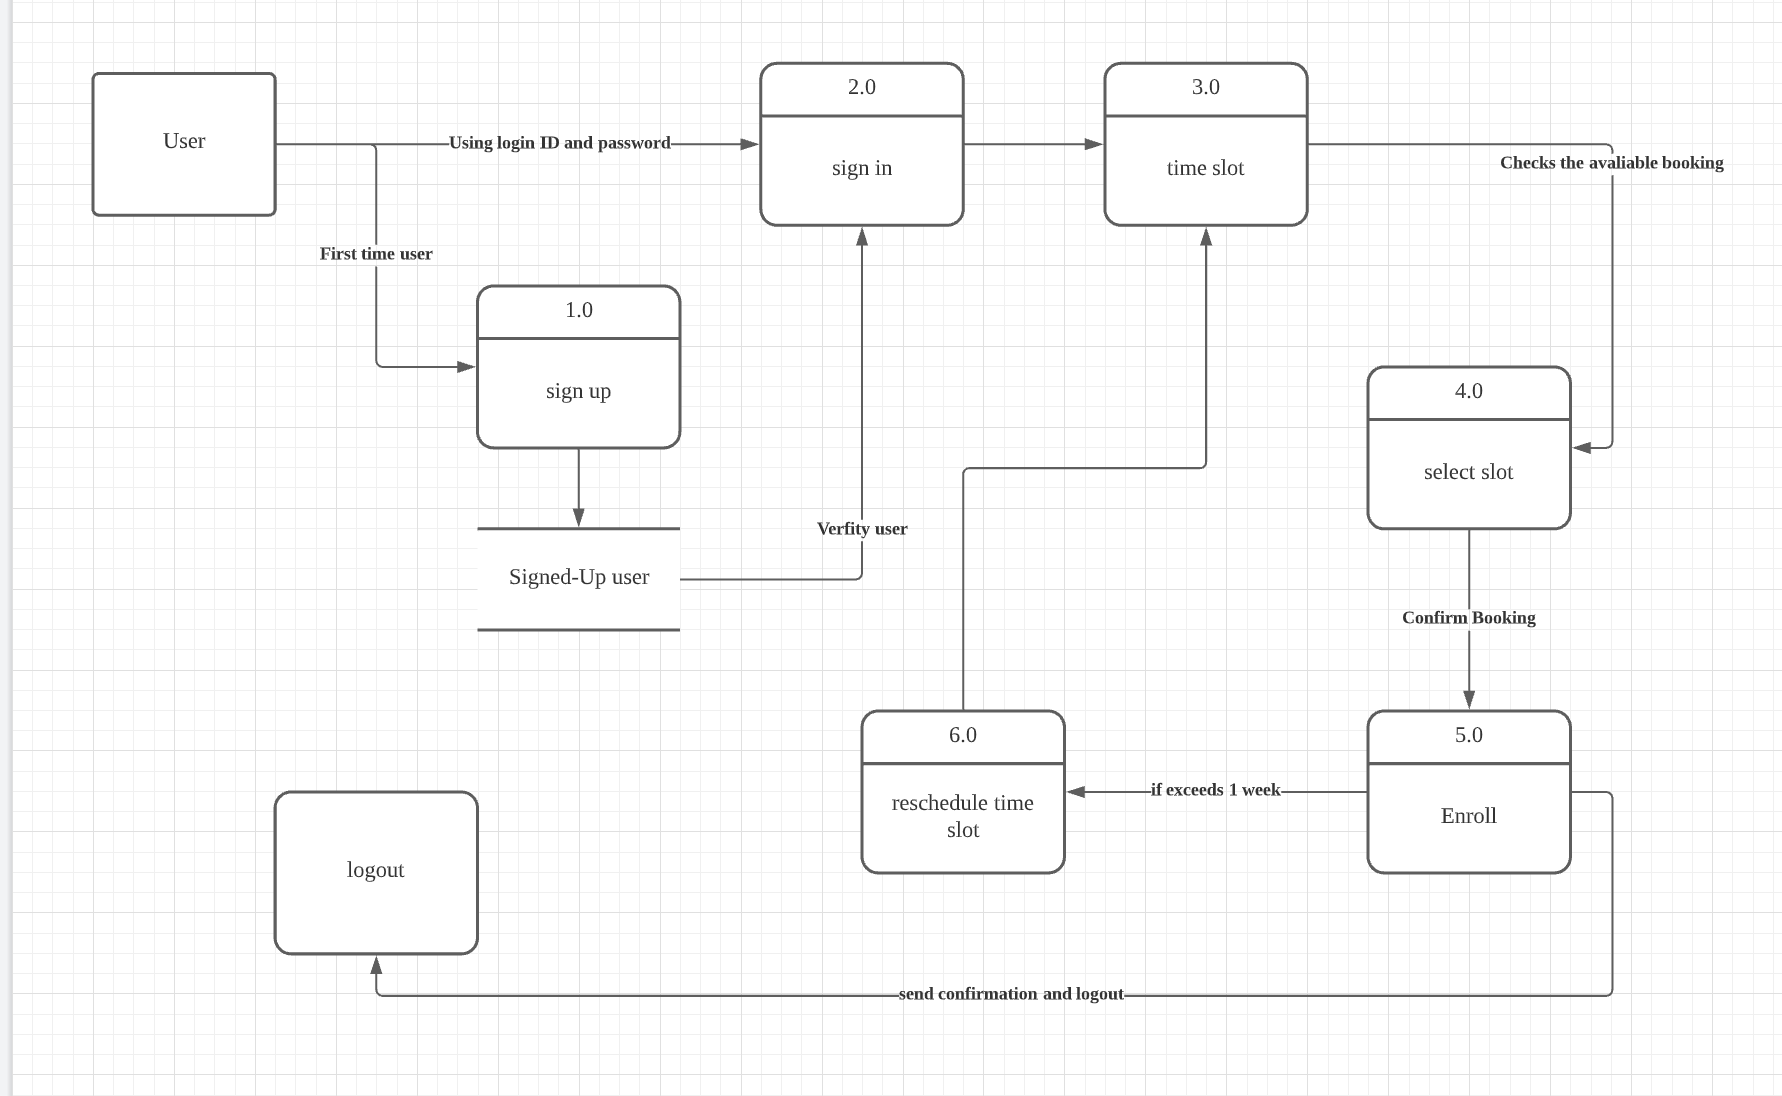 User
Using login ID and password
2.0
sign in
3.0
time slot
Checks the avaliable booking
First time user
1.0
sign up
4.0
select slot
Signed-Up user
Verfity user
Confirm Booking
6.0
reschedule time
slot
if exceeds 1 week
5.0
Enroll
logout
send confirmation and logout